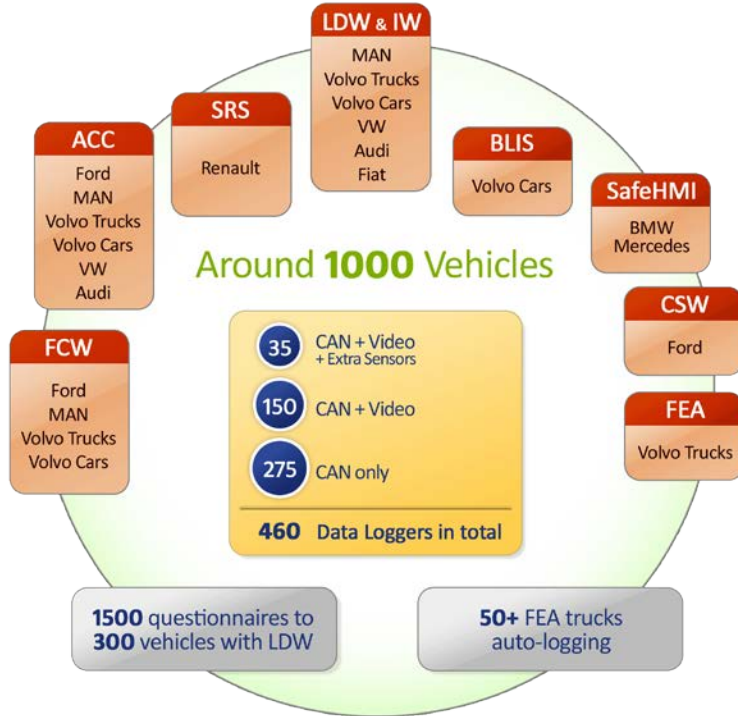 LDW & IW
MAN
Volvo Trucks
Volvo Cars
VW
Audi
Fiat
SRS
Renault
ACC
Ford
MAN
Volvo Trucks
Volvo Cars
VW
Audi
BLIS
Volvo Cars
SafeHMI
BMW
Mercedes
Around 1000 Vehicles
FCW
Ford
MAN
Volvo Trucks
Volvo Cars
CSW
Ford
FEA
Volvo Trucks
35 CAN + Video
+ Extra Sensors
150 CAN + Video
275 CAN only
460 Data Loggers in total
1500 questionnaires to
300 vehicles with LDW
50+ FEA trucks
auto-logging